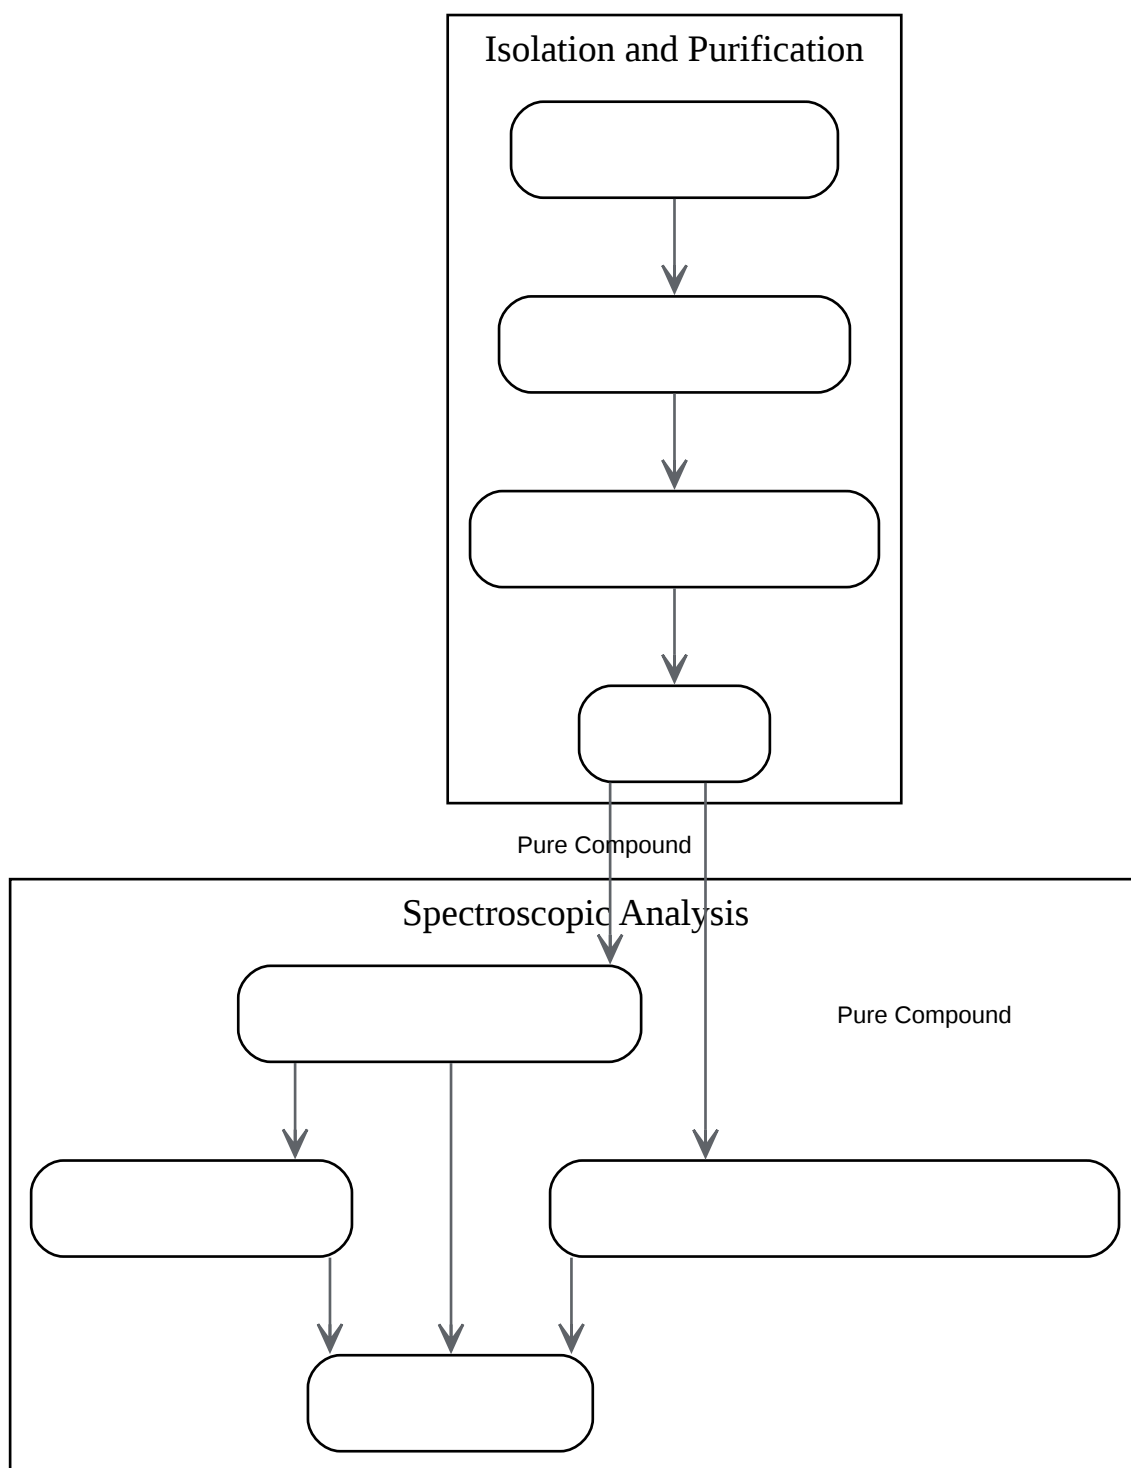 Isolation and Purification
Pure Compound
Spectroscopic Analysis
Pure Compound